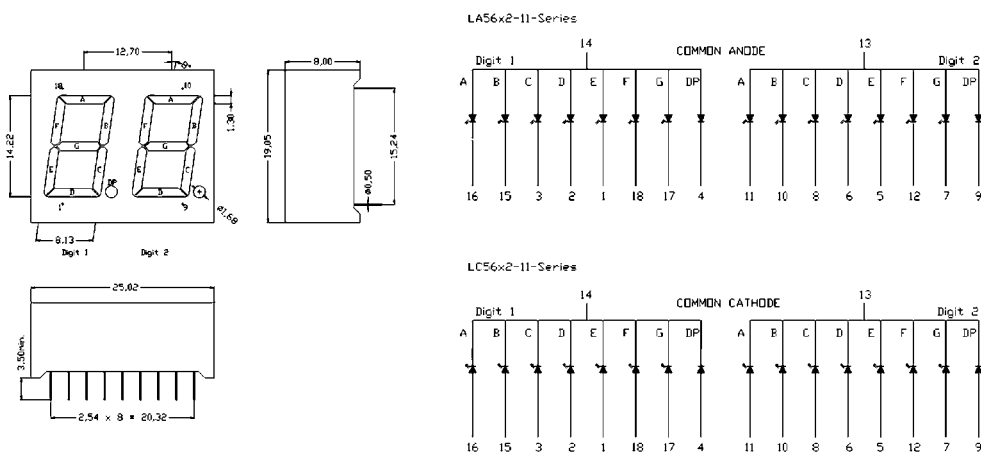 LA56x2-11-Series
14
COMMON ANODE
13
Digit 1
Digit 2
A B C D E F G DP
A B C D E F G DP
16 15 3 2 1 18 17 4
11 10 8 6 5 12 7 9
LC56x2-11-Series
14
COMMON CATHODE
13
Digit 1
Digit 2
A B C D E F G DP
A B C D E F G DP
16 15 3 2 1 18 17 4
11 10 8 6 5 12 7 9
12,70
18
10
A
F
B
G
E
C
D
DP
A
F
B
G
E
C
D
1
9
14,22
1,30
ø1,68
8,13
Digit 1
Digit 2
8,00
19,05
15,24
ø0,50
25,02
3,50min.
2,54 x 8 = 20,32